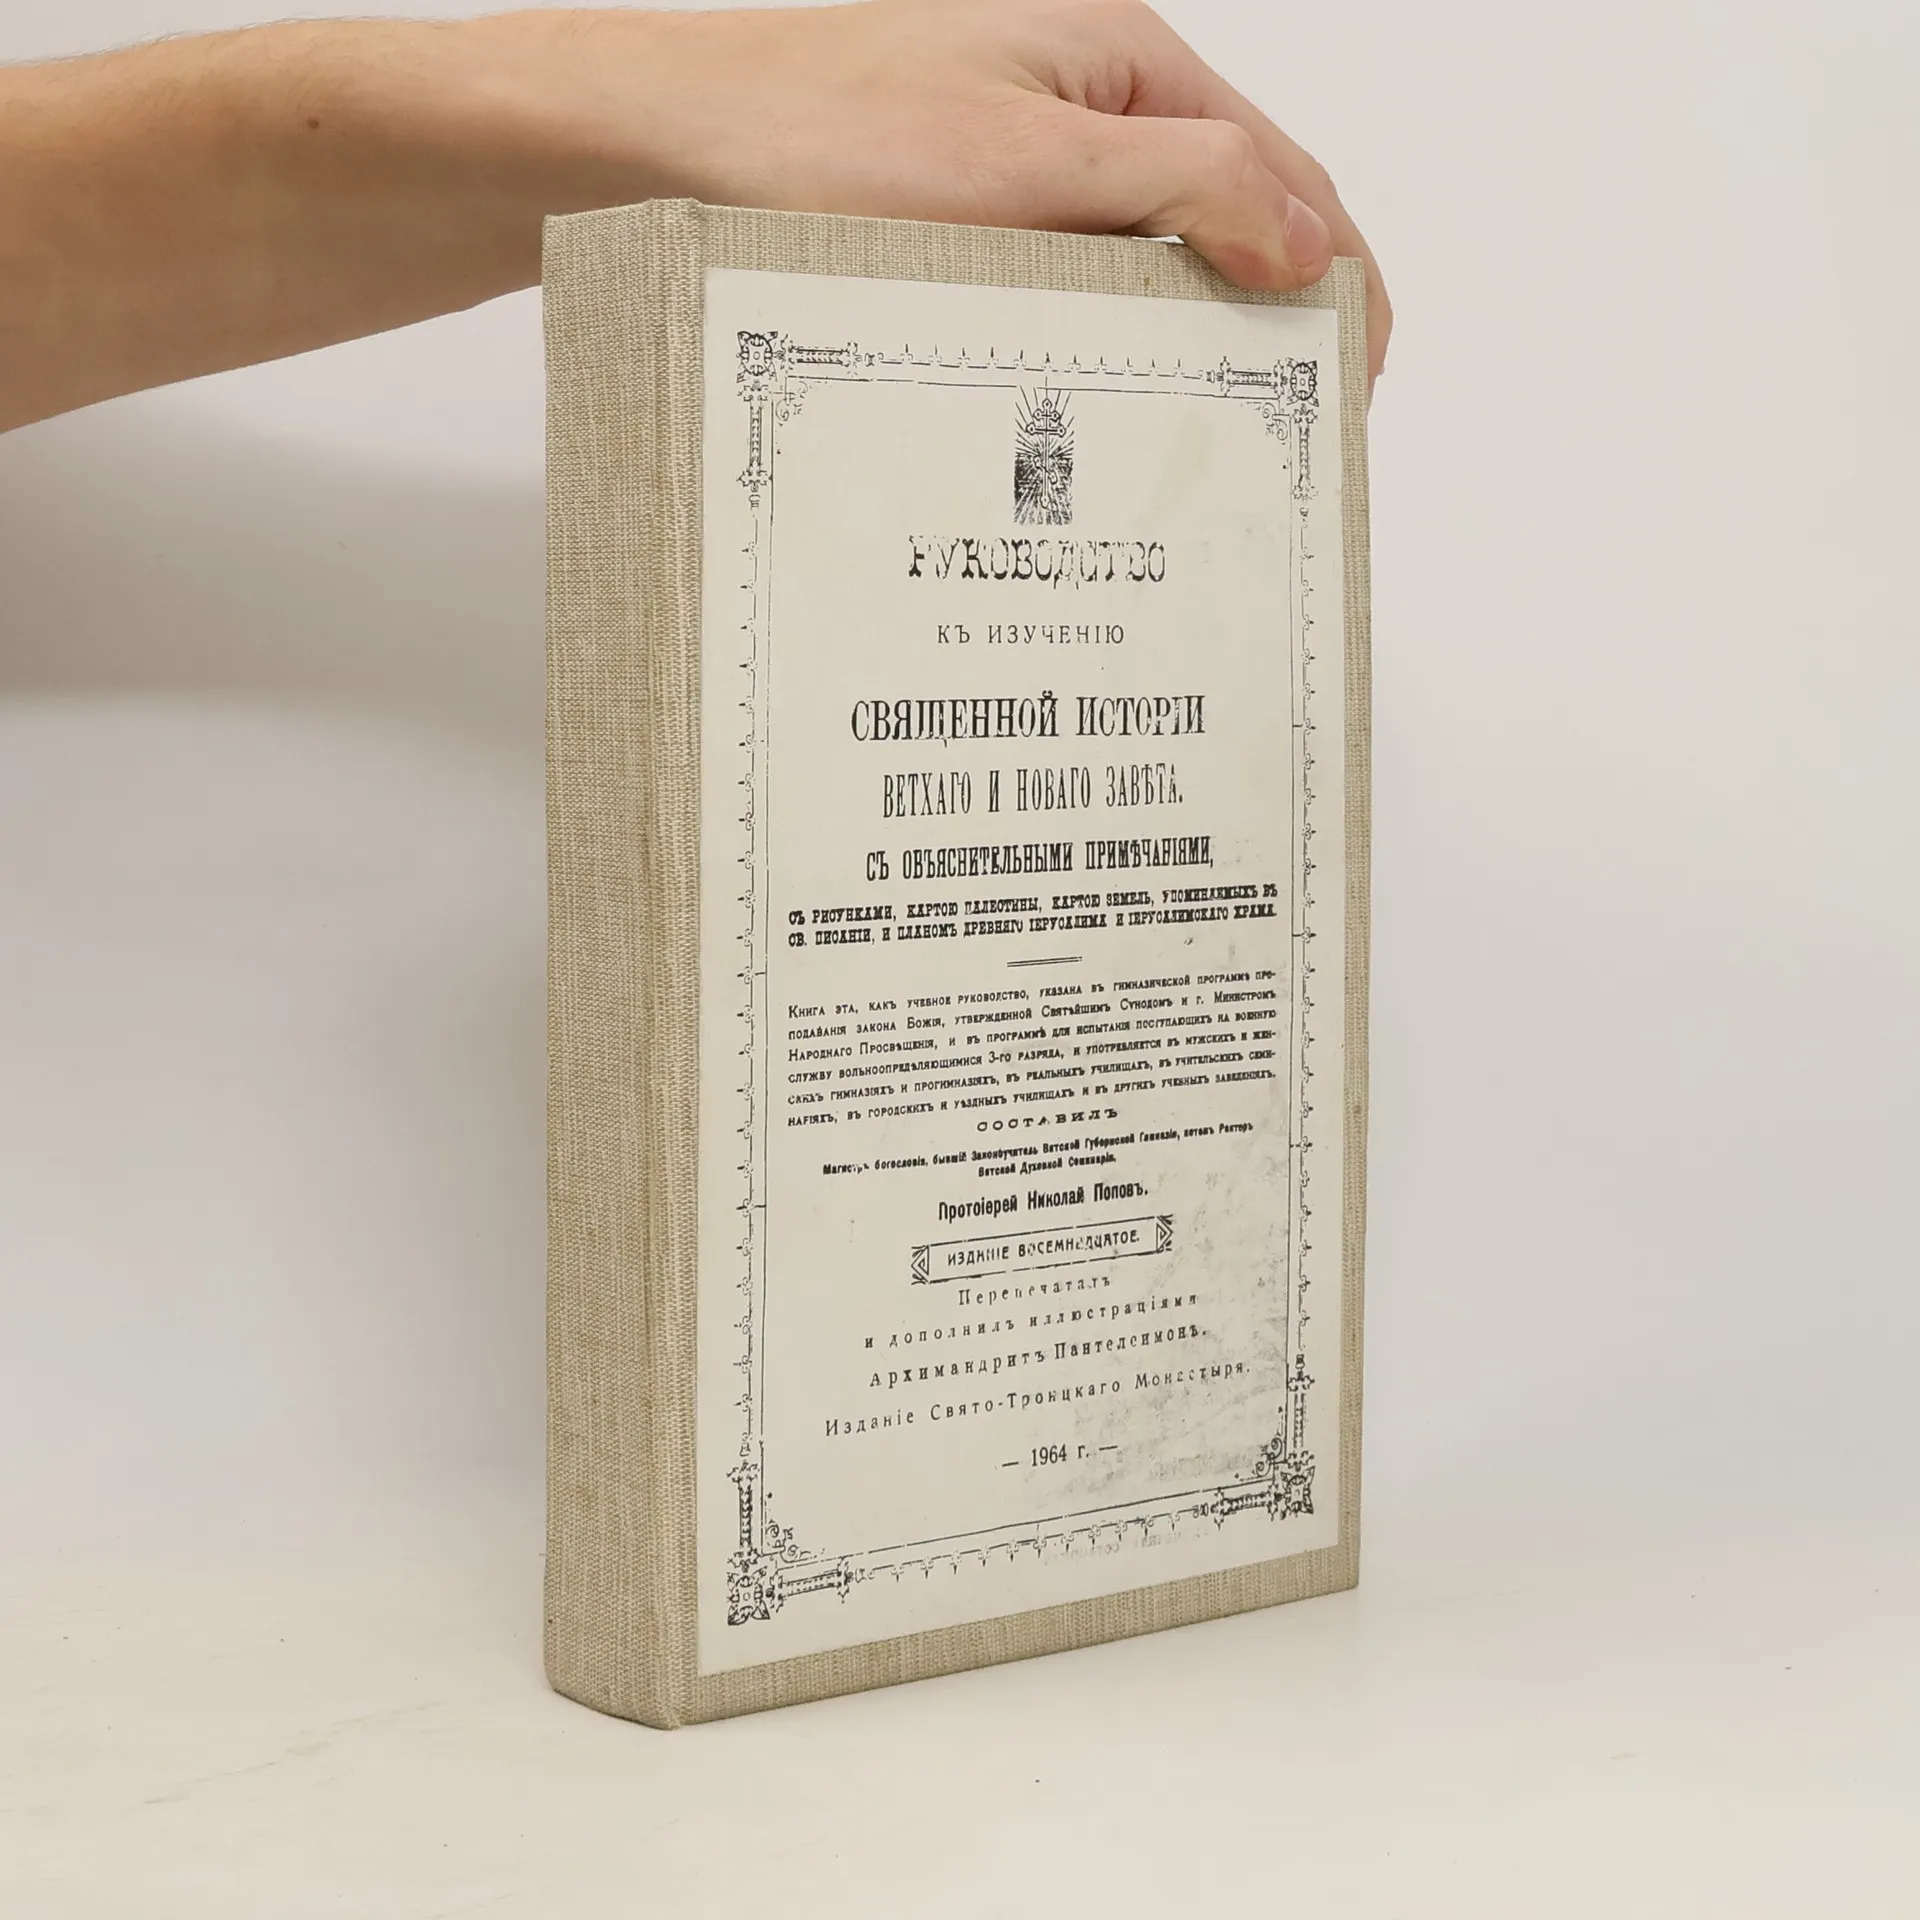 РУКОВОДСТВО
КЪ ИЗУЧЕНІЮ
СВЯЩЕННОЙ ИСТОРІИ
ВЕТХАГО И НОВАГО ЗАВѢТА.
СЪ ОБЪЯСНИТЕЛЬНЫМИ ПРИМѢЧАНІЯМИ,
СЪ РИСУНКАМИ, КАРТОЮ ПАЛЕСТИНЫ, КАРТОЮ ЗЕМЕЛЬ, УПОМИНАЕМЫХЪ ВЪ
СВ. ПИСАНІИ, И ПЛАНОМЪ ДРЕВНЯГО ІЕРУСАЛИМА И ІЕРУСАЛИМСКАГО ХРАМА.
Книга эта, какъ учебное руководство, указана въ гимназической программѣ пре-
подаванія закона Божія, утвержденной Святѣйшимъ Сѵнодомъ и г. Министромъ
Народнаго Просвѣщенія, и въ программѣ для испытанія поступающихъ на военную
службу вольноопредѣляющимися 3-го разряда, и употребляется въ мужскихъ и жен-
скихъ гимназіяхъ и прогимназіяхъ, въ реальныхъ училищахъ, въ учительскихъ семи-
наріяхъ, въ городскихъ и уѣздныхъ училищахъ и въ другихъ учебныхъ заведеніяхъ.
СОСТАВИЛЪ
Магистръ богословія, бывшій Законоучитель Вятской Губернской Гимназіи, потомъ Ректоръ
Вятской Духовной Семинаріи.
Протоіерей Николай Поповъ.
ИЗДАНІЕ ВОСЕМНАДЦАТОЕ.
Перепечаталъ
и дополнилъ иллюстраціями
Архимандритъ Пантелеимонъ.
Изданіе Свято-Троицкаго Монастыря.
— 1964 г. —